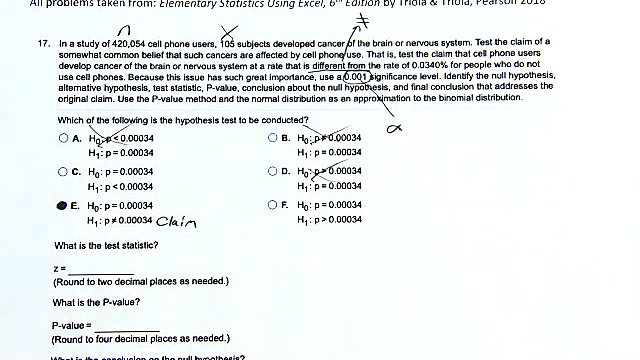 All problems taken from: Elementary Statistics Using Excel, 6th Edition by Triola & Triola, Pearson 2018
n x ≠
17. In a study of 420,054 cell phone users, 105 subjects developed cancer of the brain or nervous system. Test the claim of a
somewhat common belief that such cancers are affected by cell phone use. That is, test the claim that cell phone users
develop cancer of the brain or nervous system at a rate that is different from the rate of 0.0340% for people who do not
use cell phones. Because this issue has such great importance, use a 0.001 significance level. Identify the null hypothesis,
alternative hypothesis, test statistic, P-value, conclusion about the null hypothesis, and final conclusion that addresses the
original claim. Use the P-value method and the normal distribution as an approximation to the binomial distribution.
α
Which of the following is the hypothesis test to be conducted?
A. H0: p < 0.00034
H1: p = 0.00034
B. H0: p ≠ 0.00034
H1: p = 0.00034
C. H0: p = 0.00034
H1: p < 0.00034
D. H0: p > 0.00034
H1: p = 0.00034
E. H0: p = 0.00034
H1: p ≠ 0.00034 Claim
F. H0: p = 0.00034
H1: p > 0.00034
What is the test statistic?
z =
(Round to two decimal places as needed.)
What is the P-value?
P-value =
(Round to four decimal places as needed.)
What is the conclusion on the null hypothesis?